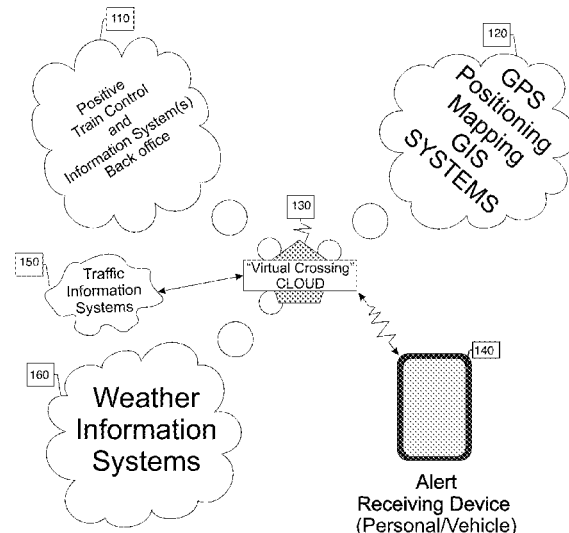 110
Positive
Train Control
and
Information System(s)
Back office
120
GPS
Positioning
Mapping
GIS
SYSTEMS
130
"Virtual Crossing"
CLOUD
150
Traffic
Information
Systems
160
Weather
Information
Systems
140
Alert
Receiving Device
(Personal/Vehicle)